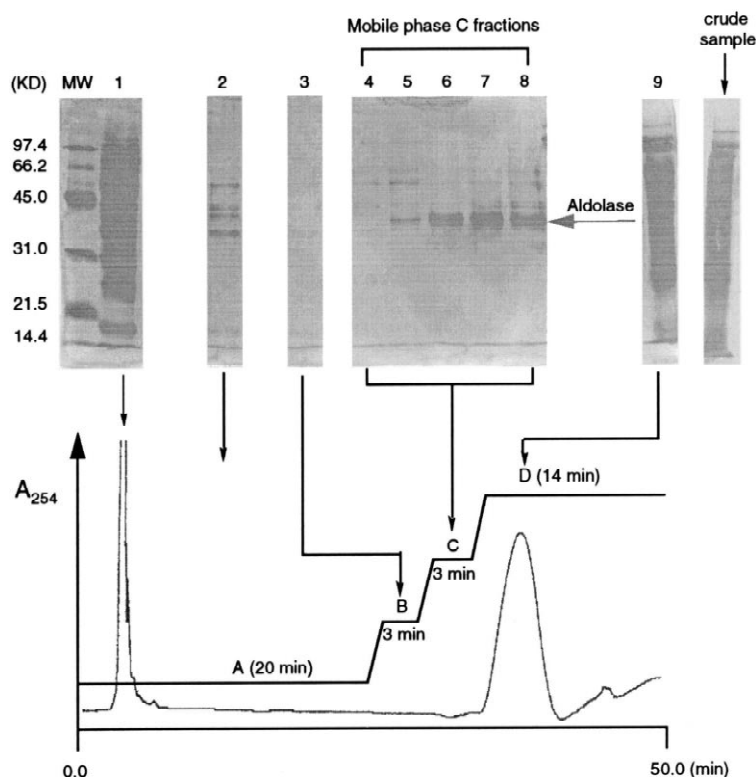 Mobile phase C fractions
crude
sample
(KD) MW 1 2 3 4 5 6 7 8 9
97.4
66.2
45.0
Aldolase
31.0
21.5
14.4
D (14 min)
A254
C
3 min
B
3 min
A (20 min)
0.0 50.0 (min)